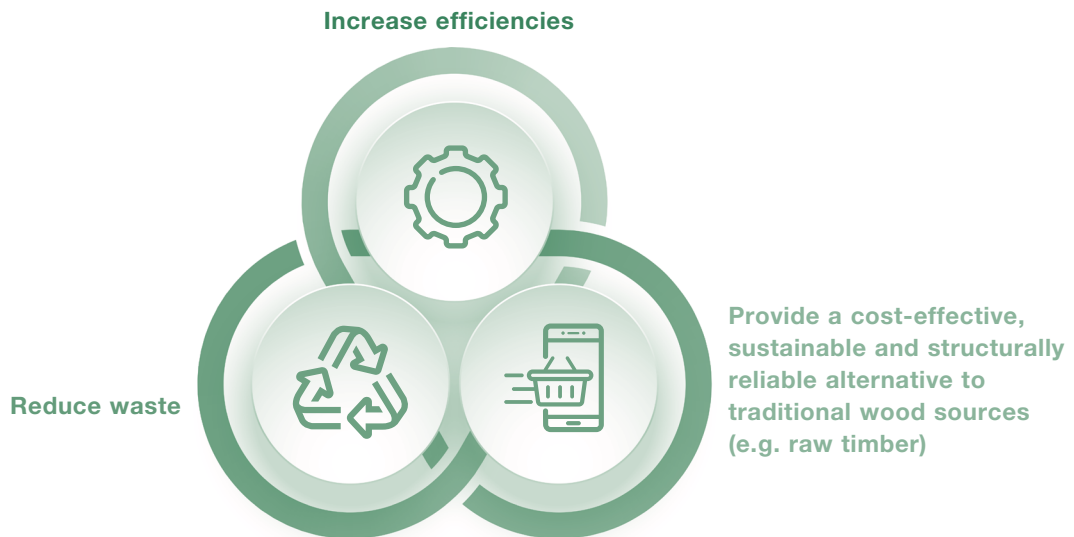 Increase efficiencies
Reduce waste
Provide a cost-effective,
sustainable and structurally
reliable alternative to
traditional wood sources
(e.g. raw timber)